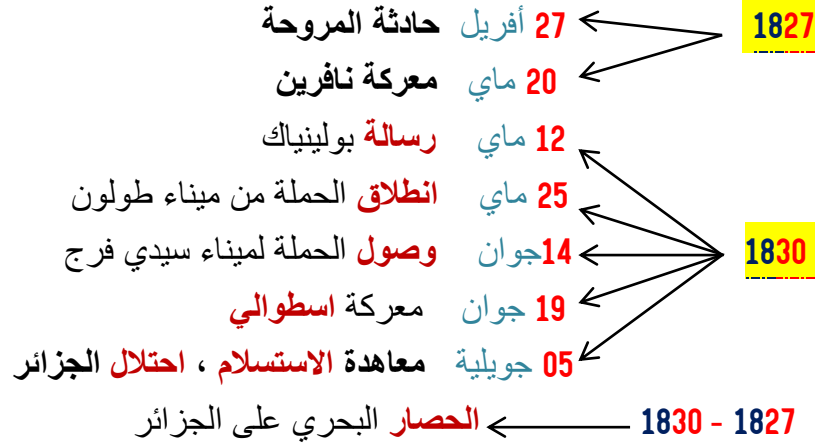 1827
27 أفريل حادثة المروحة
20 ماي معركة نافرين
12 ماي رسالة بولينياك
25 ماي انطلاق الحملة من ميناء طولون
1830
14جوان وصول الحملة لميناء سيدي فرج
19 جوان معركة اسطوالي
05 جويلية معاهدة الاستسلام ، احتلال الجزائر
1827 - 1830 الحصار البحري على الجزائر